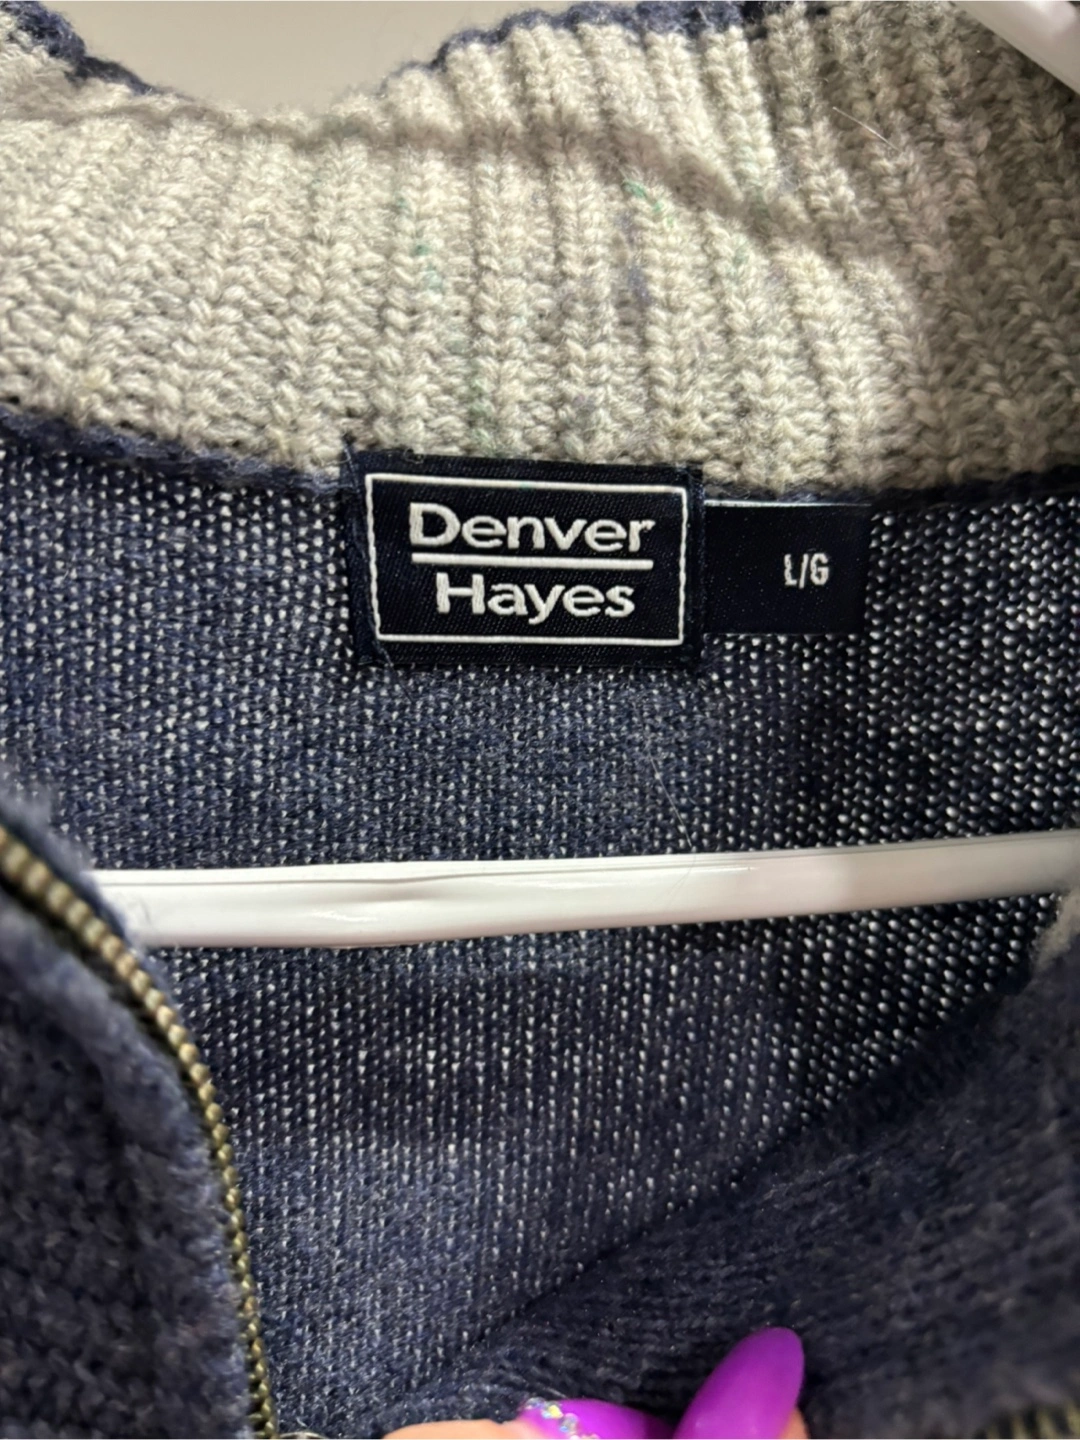 Denver
Hayes
L/G